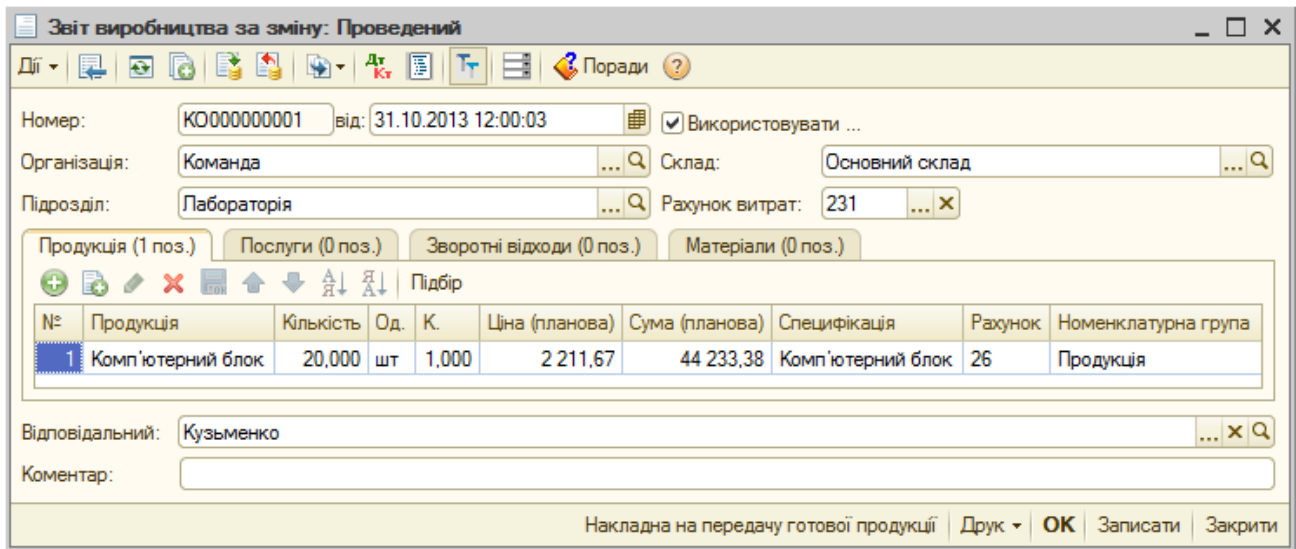 Звіт виробництва за зміну: Проведений
Дії Дт Кт Тт Поради ?
Номер: КО000000001 від: 31.10.2013 12:00:03 Використовувати ...
Організація: Команда ... Склад: Основний склад ...
Підрозділ: Лабораторія ... Рахунок витрат: 231 ...
Продукція (1 поз.) Послуги (0 поз.) Зворотні відходи (0 поз.) Матеріали (0 поз.)
Підбір
№ Продукція Кількість Од. К. Ціна (планова) Сума (планова) Специфікація Рахунок Номенклатурна група
1 Комп'ютерний блок 20,000 шт 1,000 2 211,67 44 233,38 Комп'ютерний блок 26 Продукція
Відповідальний: Кузьменко ...
Коментар:
Накладна на передачу готової продукції Друк ОК Записати Закрити